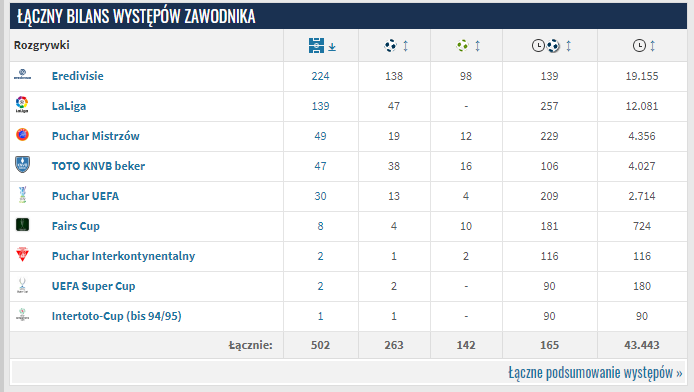 ŁĄCZNY BILANS WYSTĘPÓW ZAWODNIKA
Rozgrywki
Eredivisie 224 138 98 139 19.155
LaLiga 139 47 - 257 12.081
Puchar Mistrzów 49 19 12 229 4.356
TOTO KNVB beker 47 38 16 106 4.027
Puchar UEFA 30 13 4 209 2.714
Fairs Cup 8 4 10 181 724
Puchar Interkontynentalny 2 1 2 116 116
UEFA Super Cup 2 2 - 90 180
Intertoto-Cup (bis 94/95) 1 1 - 90 90
Łącznie: 502 263 142 165 43.443
Łączne podsumowanie występów »